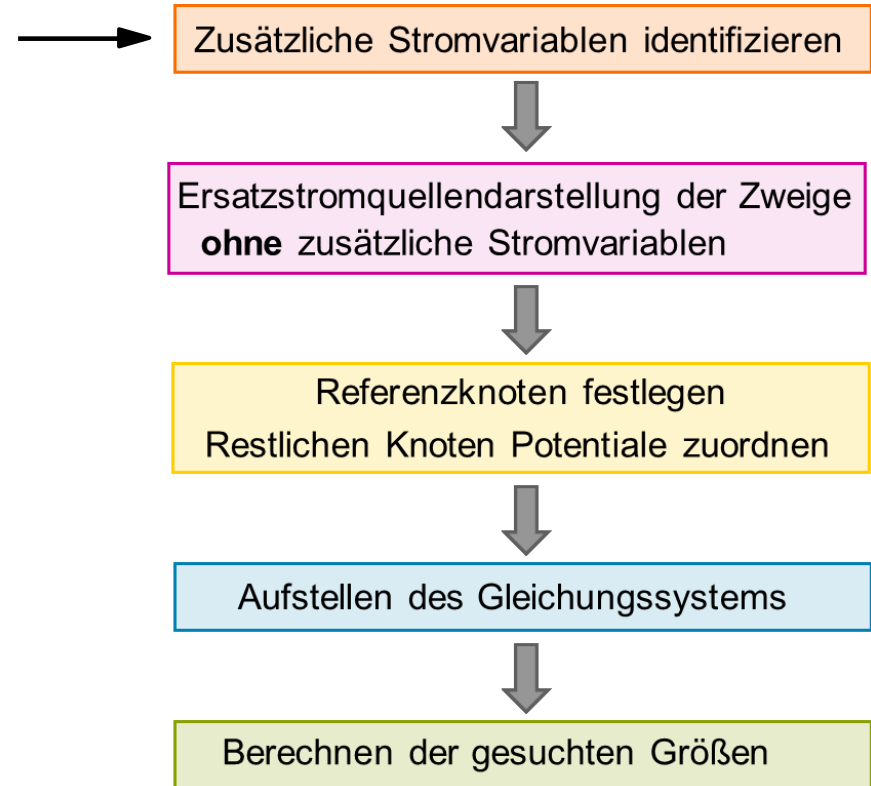 Zusätzliche Stromvariablen identifizieren
Ersatzstromquellendarstellung der Zweige
ohne zusätzliche Stromvariablen
Referenzknoten festlegen
Restlichen Knoten Potentiale zuordnen
Aufstellen des Gleichungssystems
Berechnen der gesuchten Größen